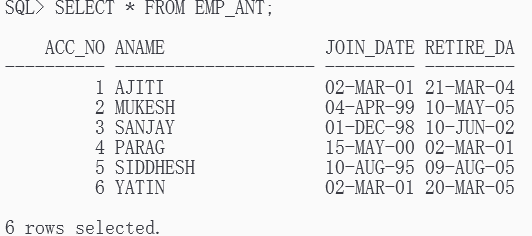 SQL> SELECT * FROM EMP_ANT;
ACC_NO ANAME JOIN_DATE RETIRE_DA
---------- -------------------- --------- ---------
1 AJITI 02-MAR-01 21-MAR-04
2 MUKESH 04-APR-99 10-MAY-05
3 SANJAY 01-DEC-98 10-JUN-02
4 PARAG 15-MAY-00 02-MAR-01
5 SIDDHESH 10-AUG-95 09-AUG-05
6 YATIN 02-MAR-01 20-MAR-05
6 rows selected.